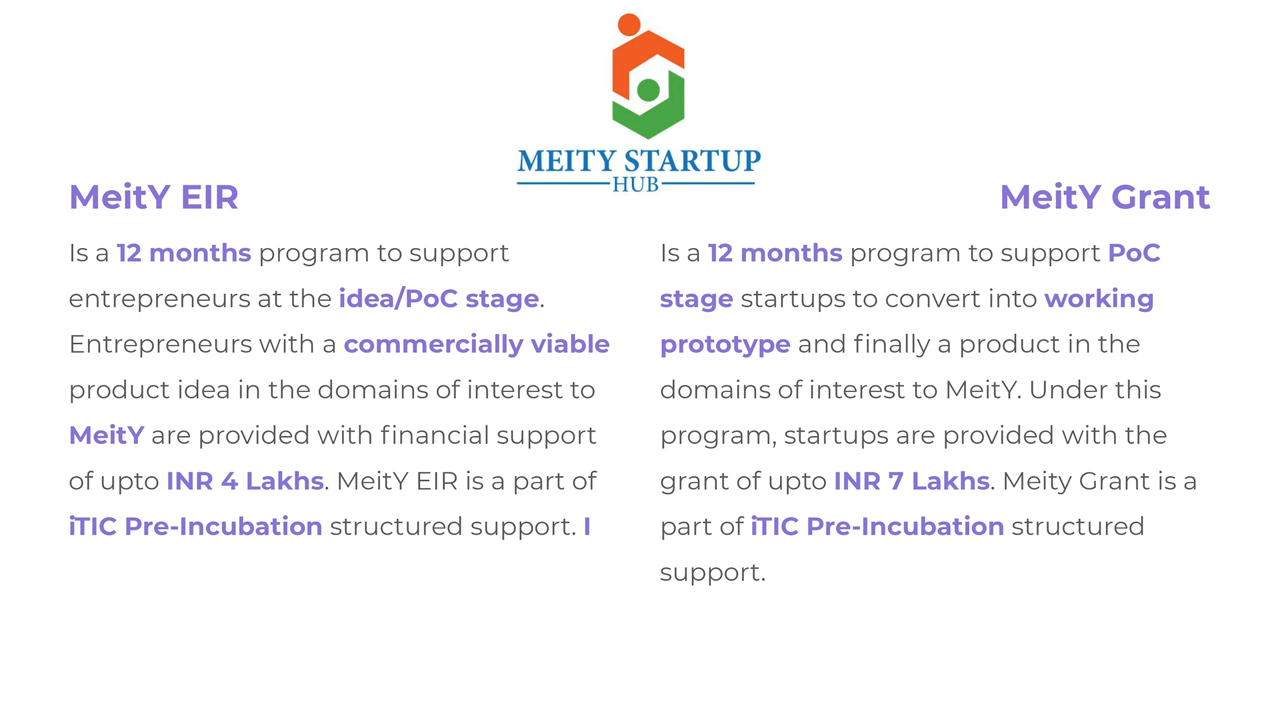 MEITY STARTUP
HUB
MeitY EIR
Is a 12 months program to support
entrepreneurs at the idea/PoC stage.
Entrepreneurs with a commercially viable
product idea in the domains of interest to
MeitY are provided with financial support
of upto INR 4 Lakhs. MeitY EIR is a part of
iTIC Pre-Incubation structured support. I
MeitY Grant
Is a 12 months program to support PoC
stage startups to convert into working
prototype and finally a product in the
domains of interest to MeitY. Under this
program, startups are provided with the
grant of upto INR 7 Lakhs. Meity Grant is a
part of iTIC Pre-Incubation structured
support.